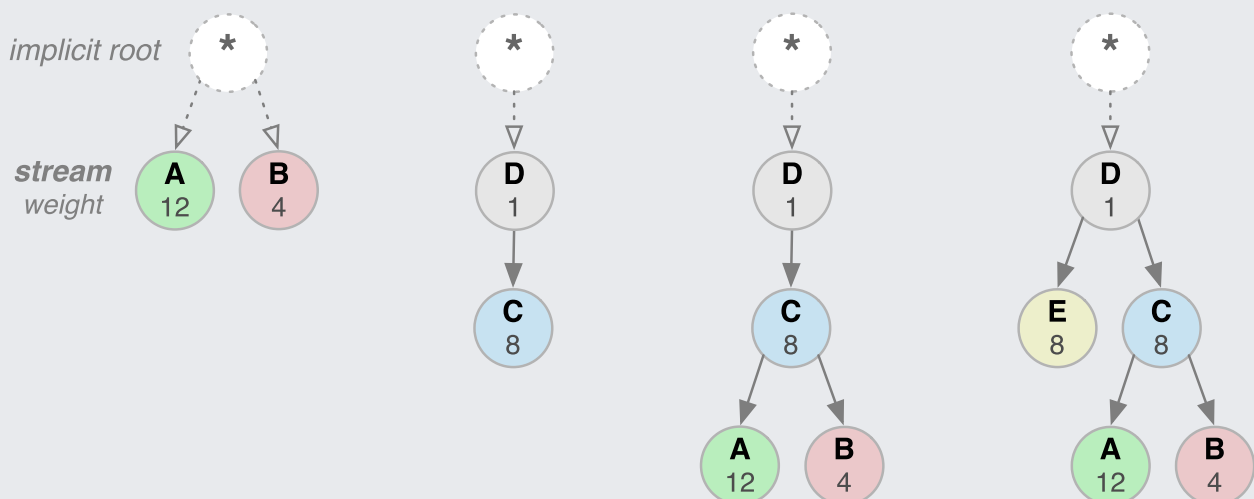 implicit root
* * * *
stream
weight
A B D D D
12 4 1 1 1
C C E C
8 8 8 8
A B A B
12 4 12 4